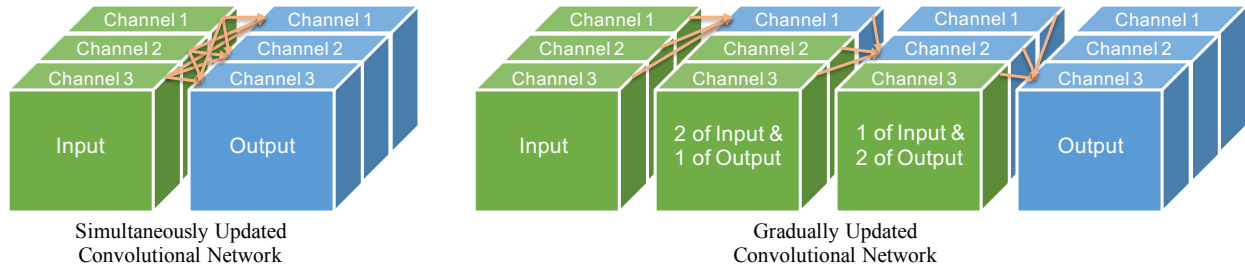 Channel 1
Channel 2
Channel 3
Input
Channel 1
Channel 2
Channel 3
Output
Simultaneously Updated
Convolutional Network
Channel 1
Channel 2
Channel 3
Input
Channel 1
Channel 2
Channel 3
2 of Input &
1 of Output
Channel 1
Channel 2
Channel 3
1 of Input &
2 of Output
Channel 1
Channel 2
Channel 3
Output
Gradually Updated
Convolutional Network